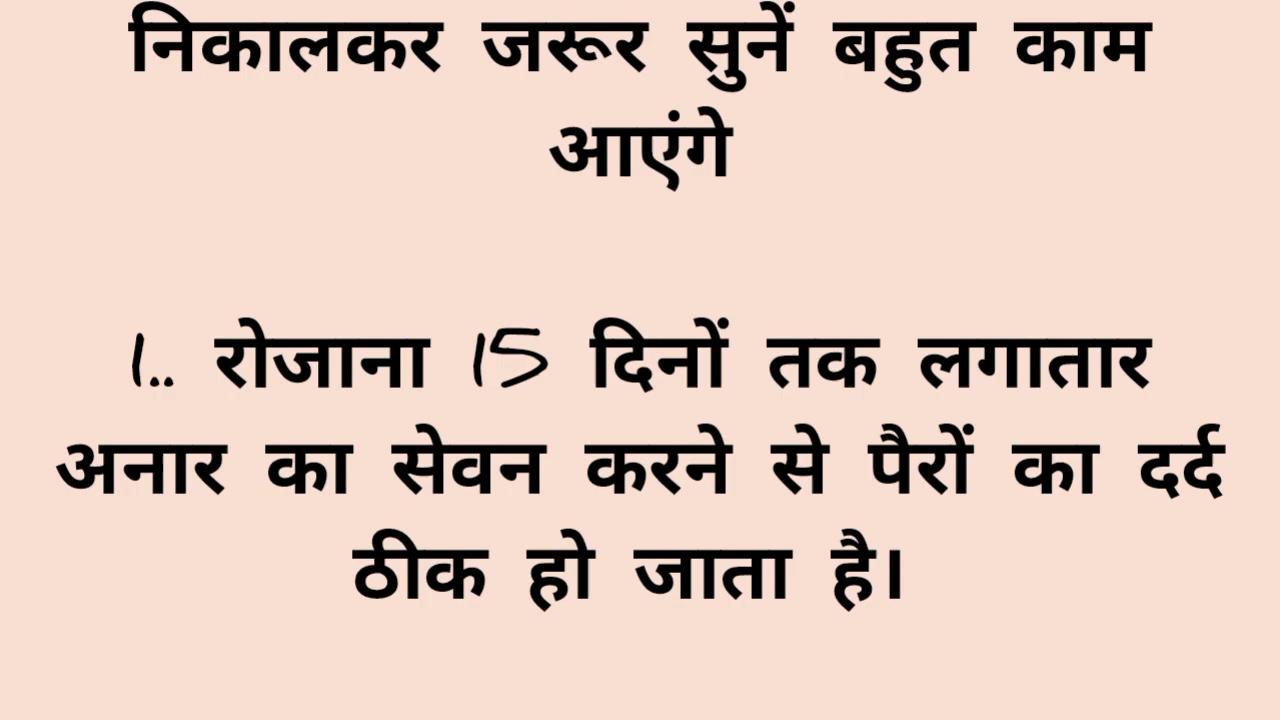 निकालकर जरूर सुनें बहुत काम
आएंगे
1.. रोजाना 15 दिनों तक लगातार
अनार का सेवन करने से पैरों का दर्द
ठीक हो जाता है।